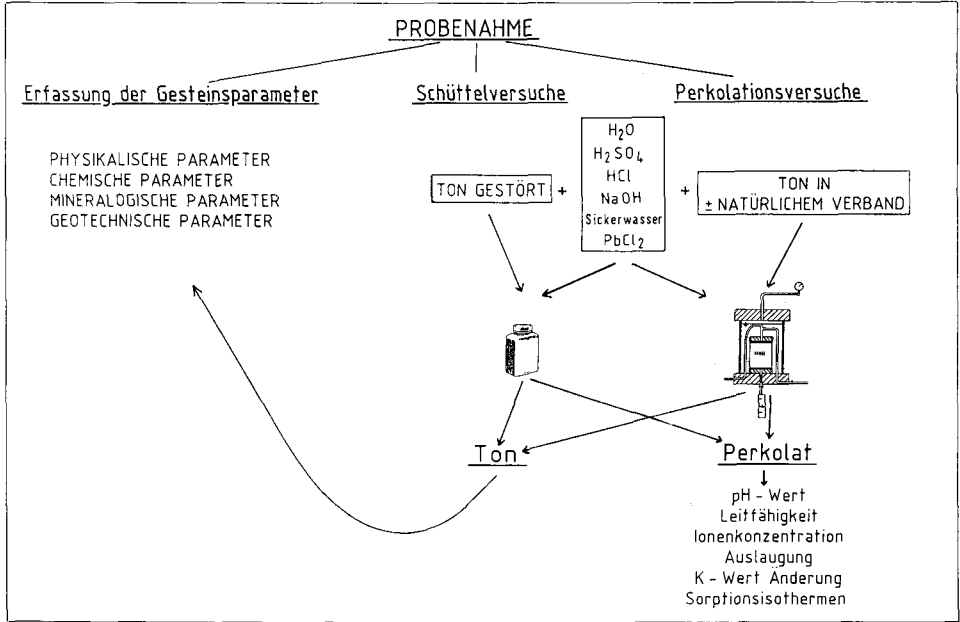 PROBENAHME
Erfassung der Gesteinsparameter
Schüttelversuche
Perkolationsversuche
PHYSIKALISCHE PARAMETER
CHEMISCHE PARAMETER
MINERALOGISCHE PARAMETER
GEOTECHNISCHE PARAMETER
TON GESTÖRT
+
H₂O
H₂SO₄
HCl
NaOH
Sickerwasser
PbCl₂
+
TON IN
± NATÜRLICHEM VERBAND
Ton
Perkolat
pH - Wert
Leitfähigkeit
Ionenkonzentration
Auslaugung
K - Wert Änderung
Sorptionsisothermen